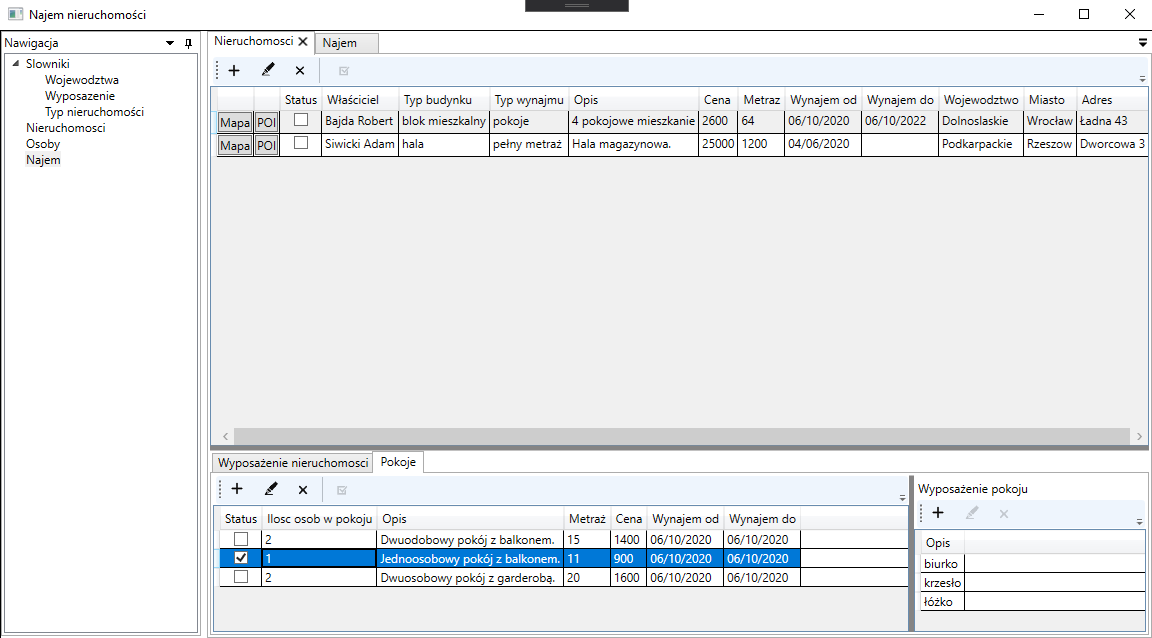 Najem nieruchomości
Nawigacja
Slowniki
Wojewodztwa
Wyposazenie
Typ nieruchomości
Nieruchomosci
Osoby
Najem
Nieruchomosci Najem
Status Właściciel Typ budynku Typ wynajmu Opis Cena Metraz Wynajem od Wynajem do Wojewodztwo Miasto Adres
Mapa POI Bajda Robert blok mieszkalny pokoje 4 pokojowe mieszkanie 2600 64 06/10/2020 06/10/2022 Dolnoslaskie Wrocław Ładna 43
Mapa POI Siwicki Adam hala pełny metraż Hala magazynowa. 25000 1200 04/06/2020 Podkarpackie Rzeszow Dworcowa 3
Wyposażenie nieruchomosci Pokoje
Status Ilosc osob w pokoju Opis Metraż Cena Wynajem od Wynajem do
2 Dwuodobowy pokój z balkonem. 15 1400 06/10/2020 06/10/2020
1 Jednoosobowy pokój z balkonem. 11 900 06/10/2020 06/10/2020
2 Dwuosobowy pokój z garderobą. 20 1600 06/10/2020 06/10/2020
Wyposażenie pokoju
Opis
biurko
krzesło
łóżko